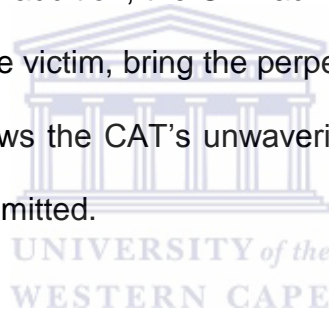 e victim, bring the perpe
ws the CAT's unwaveri
mitted.
UNIVERSITY of the
WESTERN CAPE